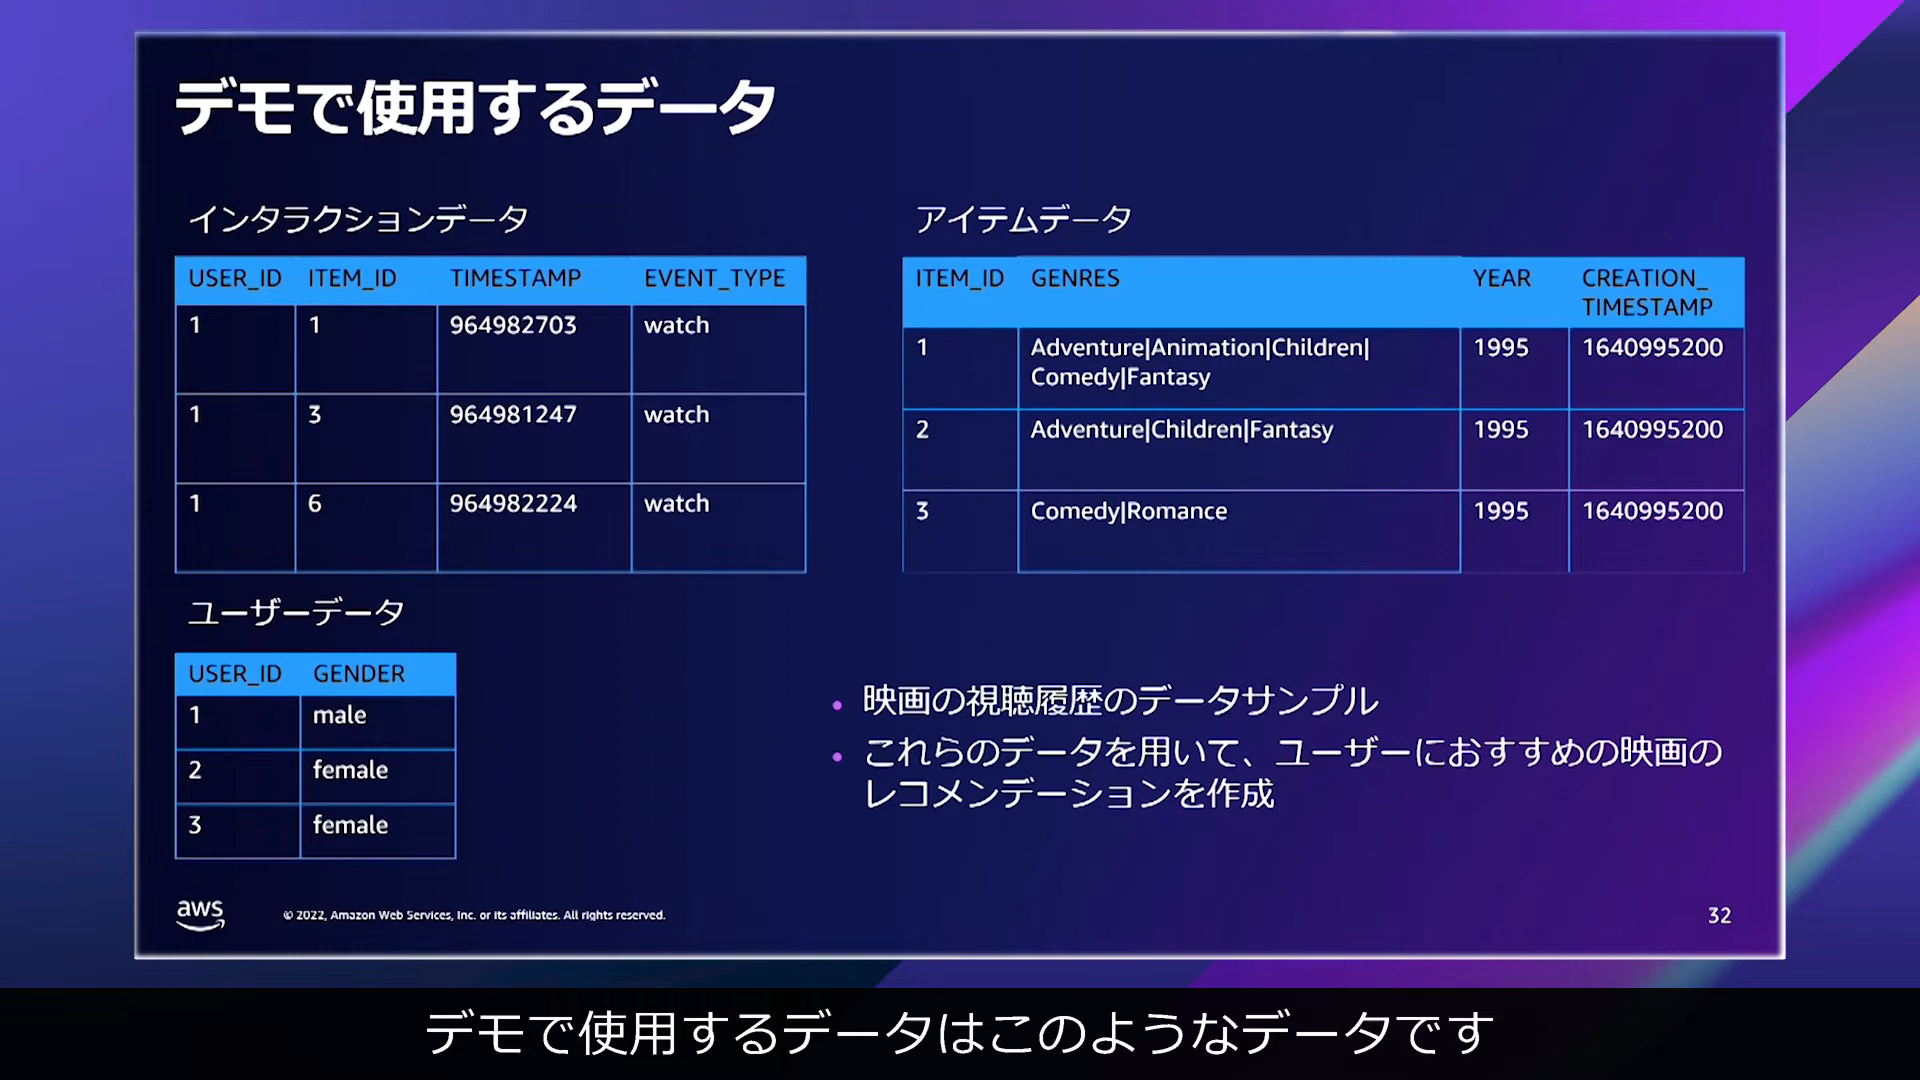 デモで使用するデータ
インタラクションデータ
USER_ID ITEM_ID TIMESTAMP EVENT_TYPE
1 1 964982703 watch
1 3 964981247 watch
1 6 964982224 watch
アイテムデータ
ITEM_ID GENRES YEAR CREATION_
TIMESTAMP
1 Adventure|Animation|Children| 1995 1640995200
Comedy|Fantasy
2 Adventure|Children|Fantasy 1995 1640995200
3 Comedy|Romance 1995 1640995200
ユーザーデータ
USER_ID GENDER
1 male
2 female
3 female
• 映画の視聴履歴のデータサンプル
• これらのデータを用いて、ユーザーにおすすめの映画の
レコメンデーションを作成
aws
© 2022, Amazon Web Services, Inc. or its affiliates. All rights reserved.
32
デモで使用するデータはこのようなデータです